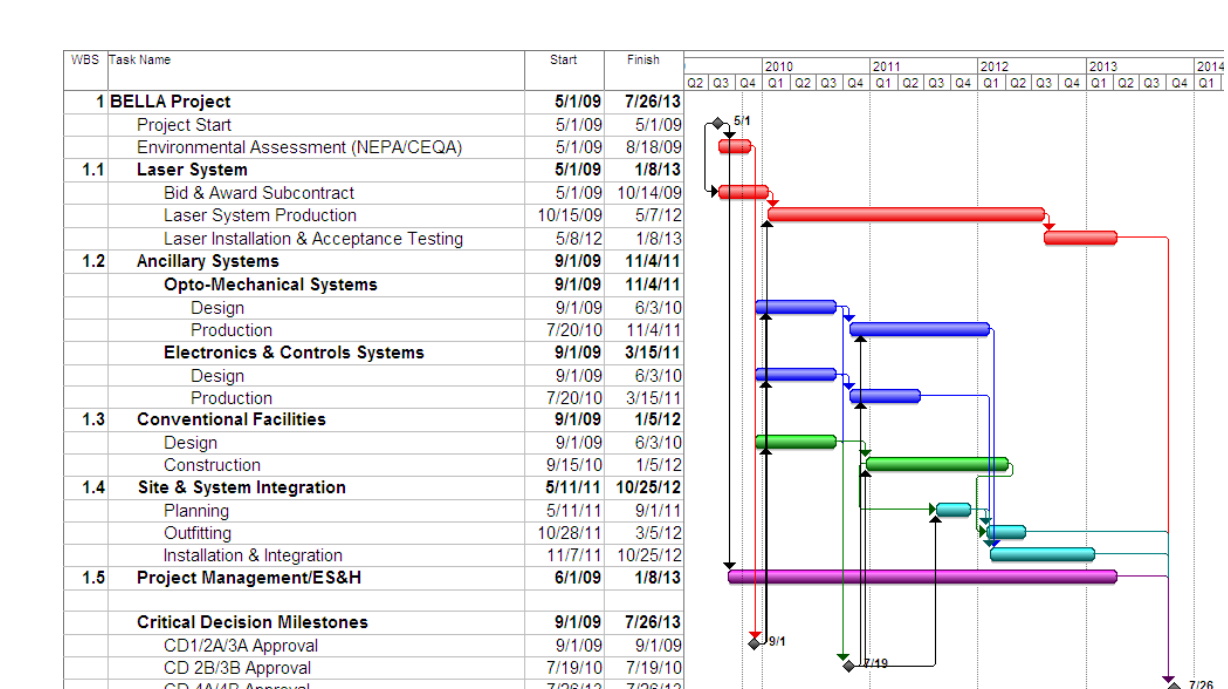 WBS Task Name Start Finish
2010 2011 2012 2013 2014
Q2 Q3 Q4 Q1 Q2 Q3 Q4 Q1 Q2 Q3 Q4 Q1 Q2 Q3 Q4 Q1 Q2 Q3 Q4 Q1
1 BELLA Project 5/1/09 7/26/13
Project Start 5/1/09 5/1/09 5/1
Environmental Assessment (NEPA/CEQA) 5/1/09 8/18/09
1.1 Laser System 5/1/09 1/8/13
Bid & Award Subcontract 5/1/09 10/14/09
Laser System Production 10/15/09 5/7/12
Laser Installation & Acceptance Testing 5/8/12 1/8/13
1.2 Ancillary Systems 9/1/09 11/4/11
Opto-Mechanical Systems 9/1/09 11/4/11
Design 9/1/09 6/3/10
Production 7/20/10 11/4/11
Electronics & Controls Systems 9/1/09 3/15/11
Design 9/1/09 6/3/10
Production 7/20/10 3/15/11
1.3 Conventional Facilities 9/1/09 1/5/12
Design 9/1/09 6/3/10
Construction 9/15/10 1/5/12
1.4 Site & System Integration 5/11/11 10/25/12
Planning 5/11/11 9/1/11
Outfitting 10/28/11 3/5/12
Installation & Integration 11/7/11 10/25/12
1.5 Project Management/ES&H 6/1/09 1/8/13
Critical Decision Milestones 9/1/09 7/26/13
CD1/2A/3A Approval 9/1/09 9/1/09 9/1
CD 2B/3B Approval 7/19/10 7/19/10 7/19
CD 4A/4B Approval 7/26/13 7/26/13 7/26